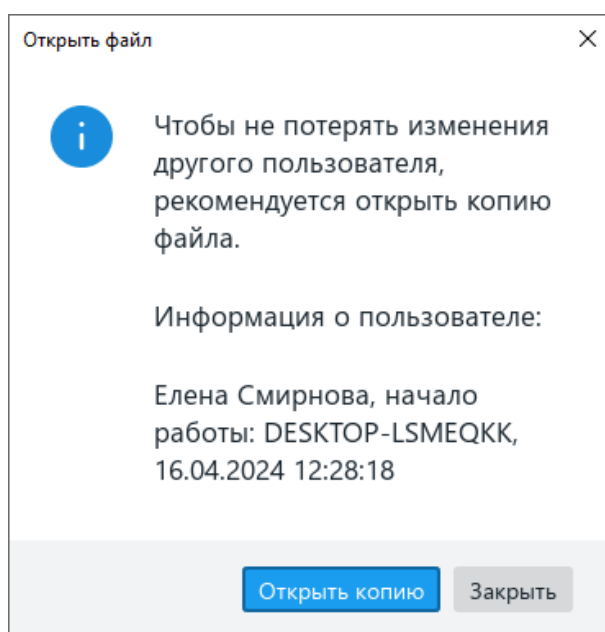 Открыть файл
Чтобы не потерять изменения
другого пользователя,
рекомендуется открыть копию
файла.
Информация о пользователе:
Елена Смирнова, начало
работы: DESKTOP-LSMEQKK,
16.04.2024 12:28:18
Открыть копию Закрыть